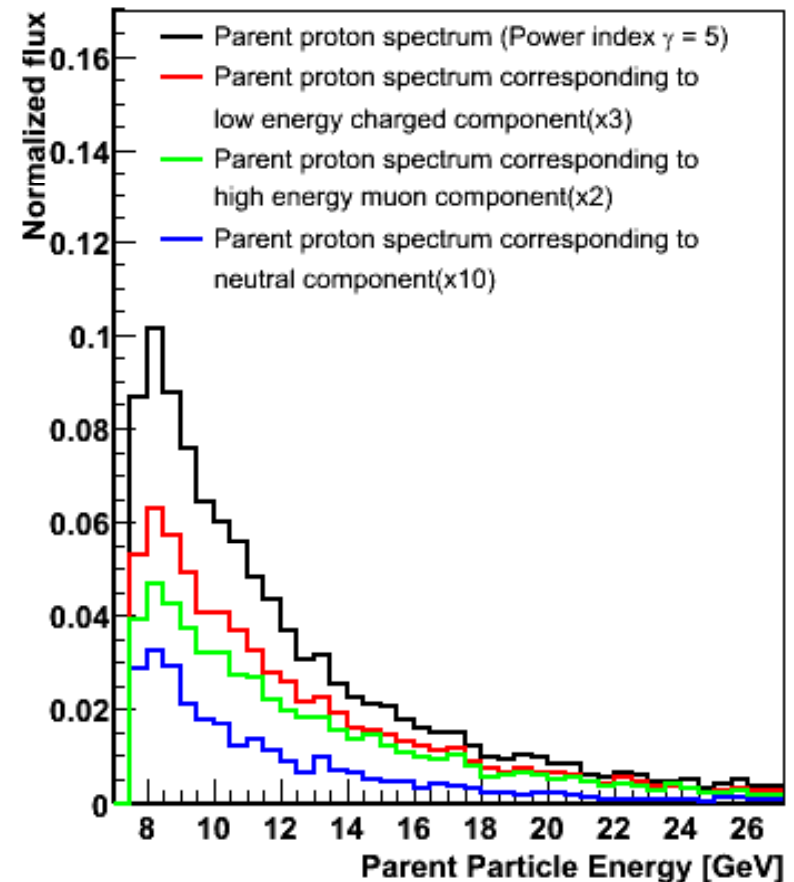 Normalized flux
Parent proton spectrum (Power index γ = 5)
Parent proton spectrum corresponding to
low energy charged component(x3)
Parent proton spectrum corresponding to
high energy muon component(x2)
Parent proton spectrum corresponding to
neutral component(x10)
0.16
0.14
0.12
0.1
0.08
0.06
0.04
0.02
0
8 10 12 14 16 18 20 22 24 26
Parent Particle Energy [GeV]